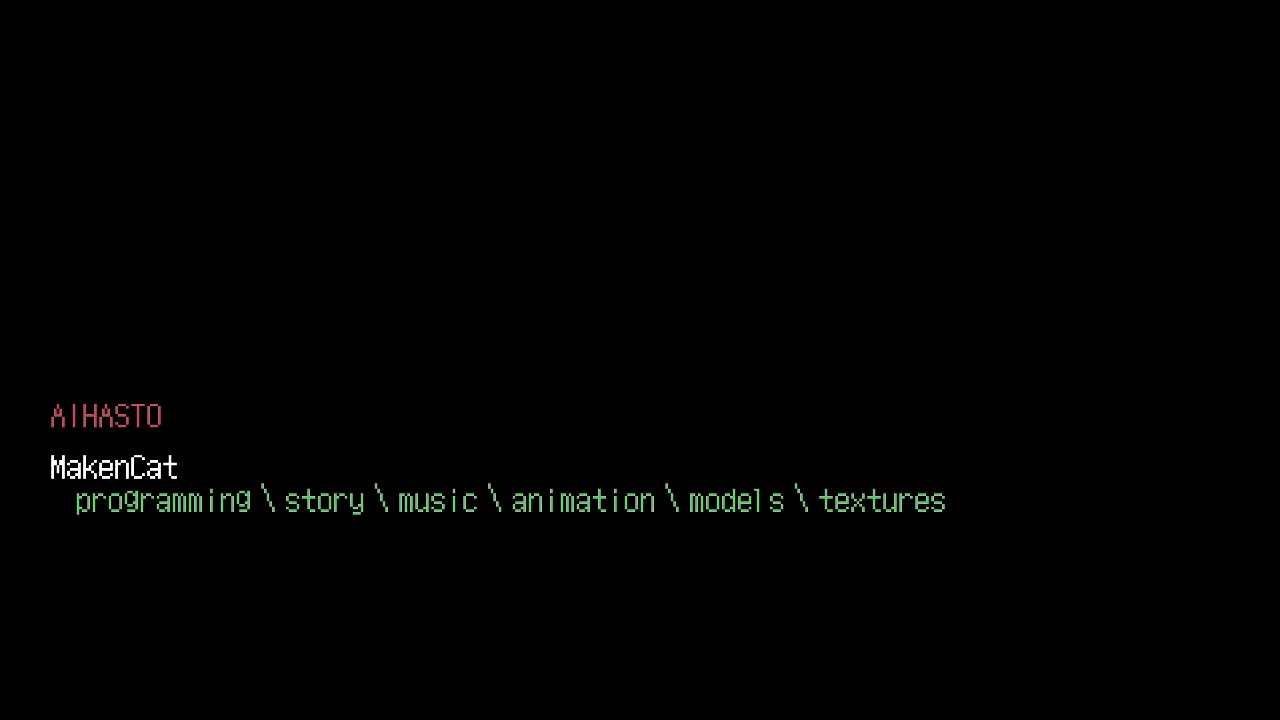 AIHASTO
MakenCat
programming \ story \ music \ animation \ models \ textures